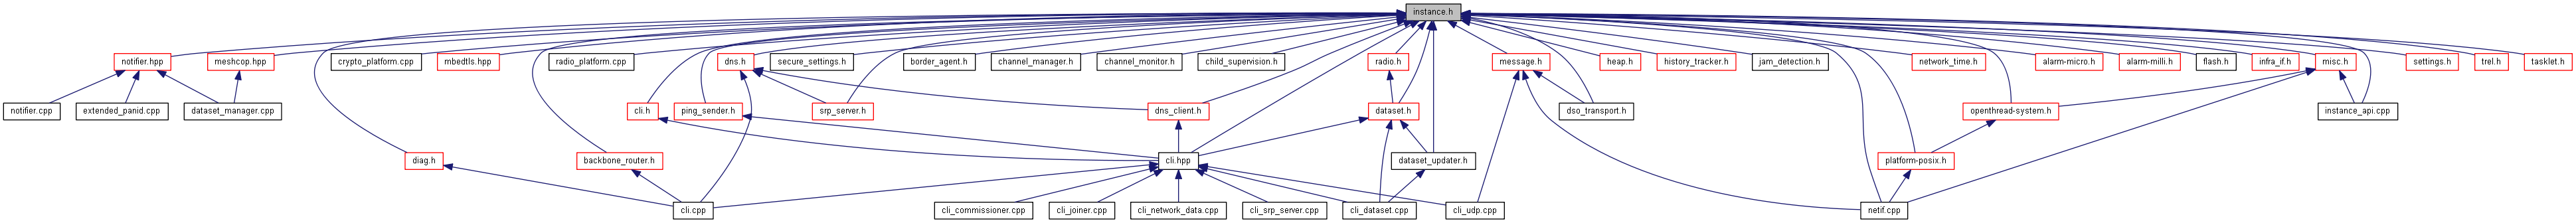 instance.h
notifier.hpp
meshcop.hpp
crypto_platform.cpp
mbedtls.hpp
radio_platform.cpp
dns.h
secure_settings.h
border_agent.h
channel_manager.h
channel_monitor.h
child_supervision.h
radio.h
message.h
heap.h
history_tracker.h
jam_detection.h
network_time.h
alarm-micro.h
alarm-milli.h
flash.h
infra_if.h
misc.h
settings.h
trel.h
tasklet.h
notifier.cpp
extended_panid.cpp
dataset_manager.cpp
cli.h
ping_sender.h
srp_server.h
dns_client.h
dataset.h
dso_transport.h
openthread-system.h
instance_api.cpp
diag.h
backbone_router.h
cli.hpp
dataset_updater.h
platform-posix.h
cli.cpp
cli_commissioner.cpp
cli_joiner.cpp
cli_network_data.cpp
cli_srp_server.cpp
cli_dataset.cpp
cli_udp.cpp
netif.cpp